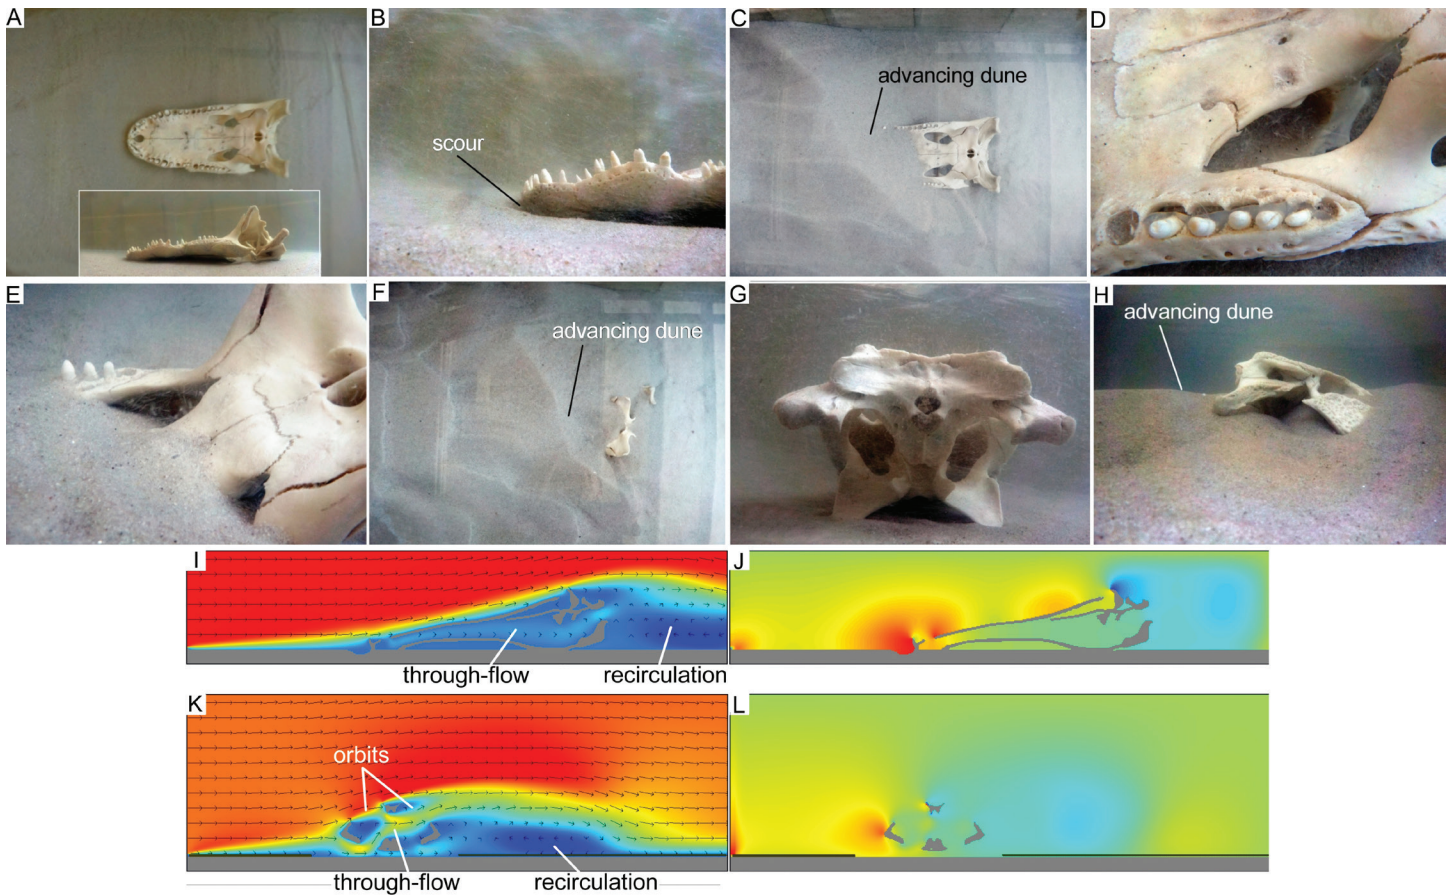 A
B
scour
C
advancing dune
D
E
F
advancing dune
G
H
advancing dune
I
through-flow
recirculation
J
K
orbits
through-flow
recirculation
L